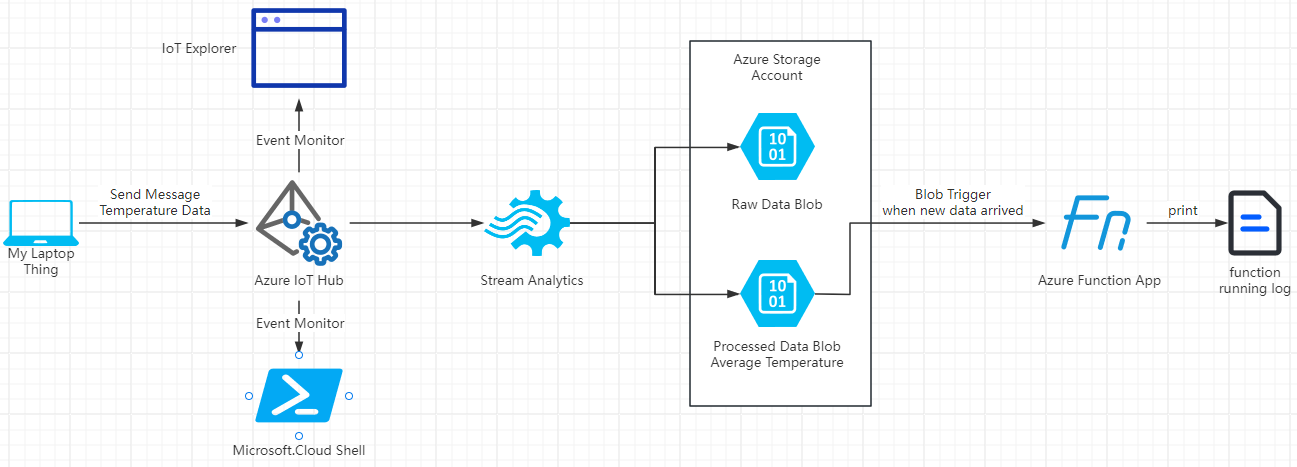 IoT Explorer
Event Monitor
Send Message
Temperature Data
My Laptop
Thing
Azure IoT Hub
Event Monitor
Microsoft.Cloud Shell
Stream Analytics
Azure Storage
Account
10
01
Raw Data Blob
10
01
Processed Data Blob
Average Temperature
Blob Trigger
when new data arrived
Fn
Azure Function App
print
function
running log